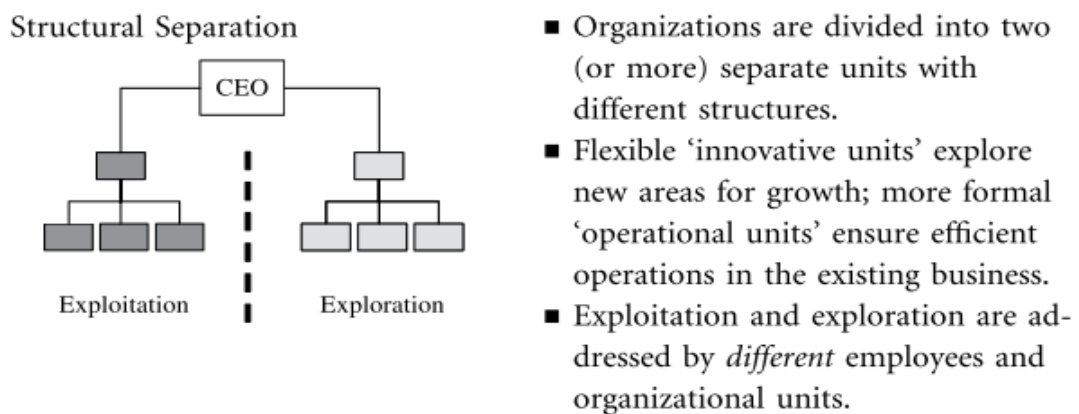 Structural Separation
CEO
Exploitation
Exploration
■ Organizations are divided into two
(or more) separate units with
different structures.
■ Flexible ‘innovative units’ explore
new areas for growth; more formal
‘operational units’ ensure efficient
operations in the existing business.
■ Exploitation and exploration are ad-
dressed by different employees and
organizational units.